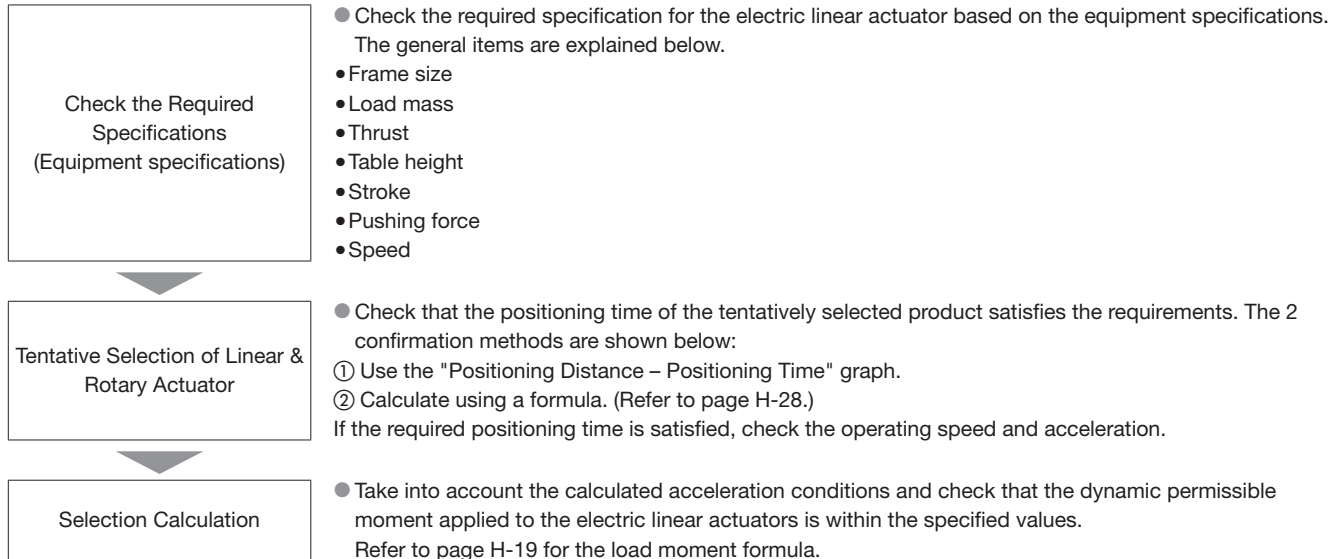 Check the Required
Specifications
(Equipment specifications)
● Check the required specification for the electric linear actuator based on the equipment specifications.
The general items are explained below.
●Frame size
●Load mass
●Thrust
●Table height
●Stroke
●Pushing force
●Speed
Tentative Selection of Linear &
Rotary Actuator
● Check that the positioning time of the tentatively selected product satisfies the requirements. The 2
confirmation methods are shown below:
① Use the "Positioning Distance – Positioning Time" graph.
② Calculate using a formula. (Refer to page H-28.)
If the required positioning time is satisfied, check the operating speed and acceleration.
Selection Calculation
● Take into account the calculated acceleration conditions and check that the dynamic permissible
moment applied to the electric linear actuators is within the specified values.
Refer to page H-19 for the load moment formula.